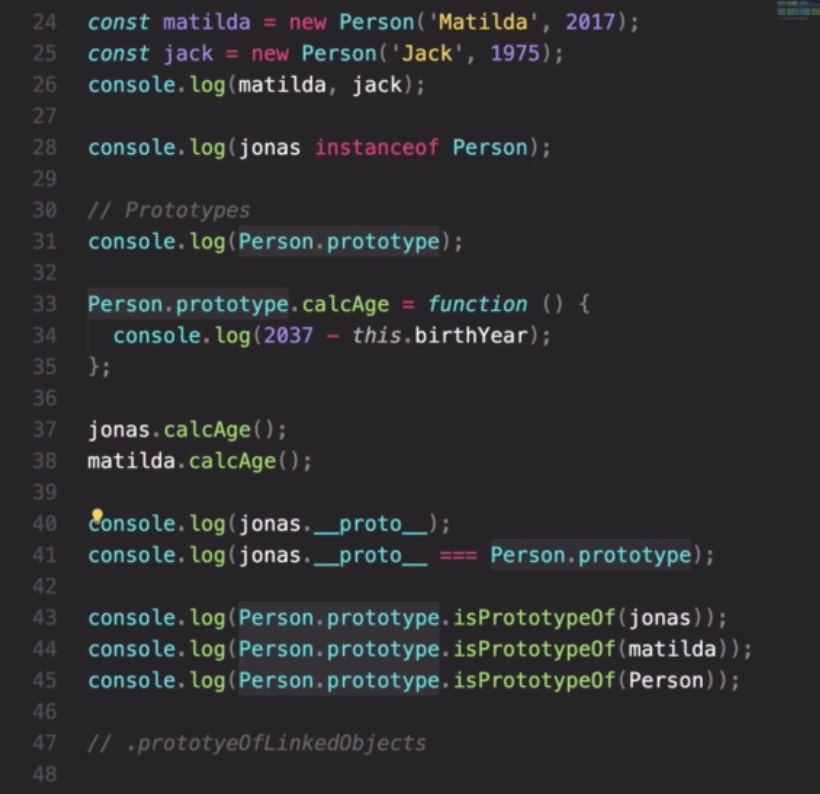 24 const matilda = new Person('Matilda', 2017);
25 const jack = new Person('Jack', 1975);
26 console.log(matilda, jack);
27
28 console.log(jonas instanceof Person);
29
30 // Prototypes
31 console.log(Person.prototype);
32
33 Person.prototype.calcAge = function () {
34   console.log(2037 - this.birthYear);
35 };
36
37 jonas.calcAge();
38 matilda.calcAge();
39
40 console.log(jonas.__proto__);
41 console.log(jonas.__proto__ === Person.prototype);
42
43 console.log(Person.prototype.isPrototypeOf(jonas));
44 console.log(Person.prototype.isPrototypeOf(matilda));
45 console.log(Person.prototype.isPrototypeOf(Person));
46
47 // .prototyeOfLinkedObjects
48